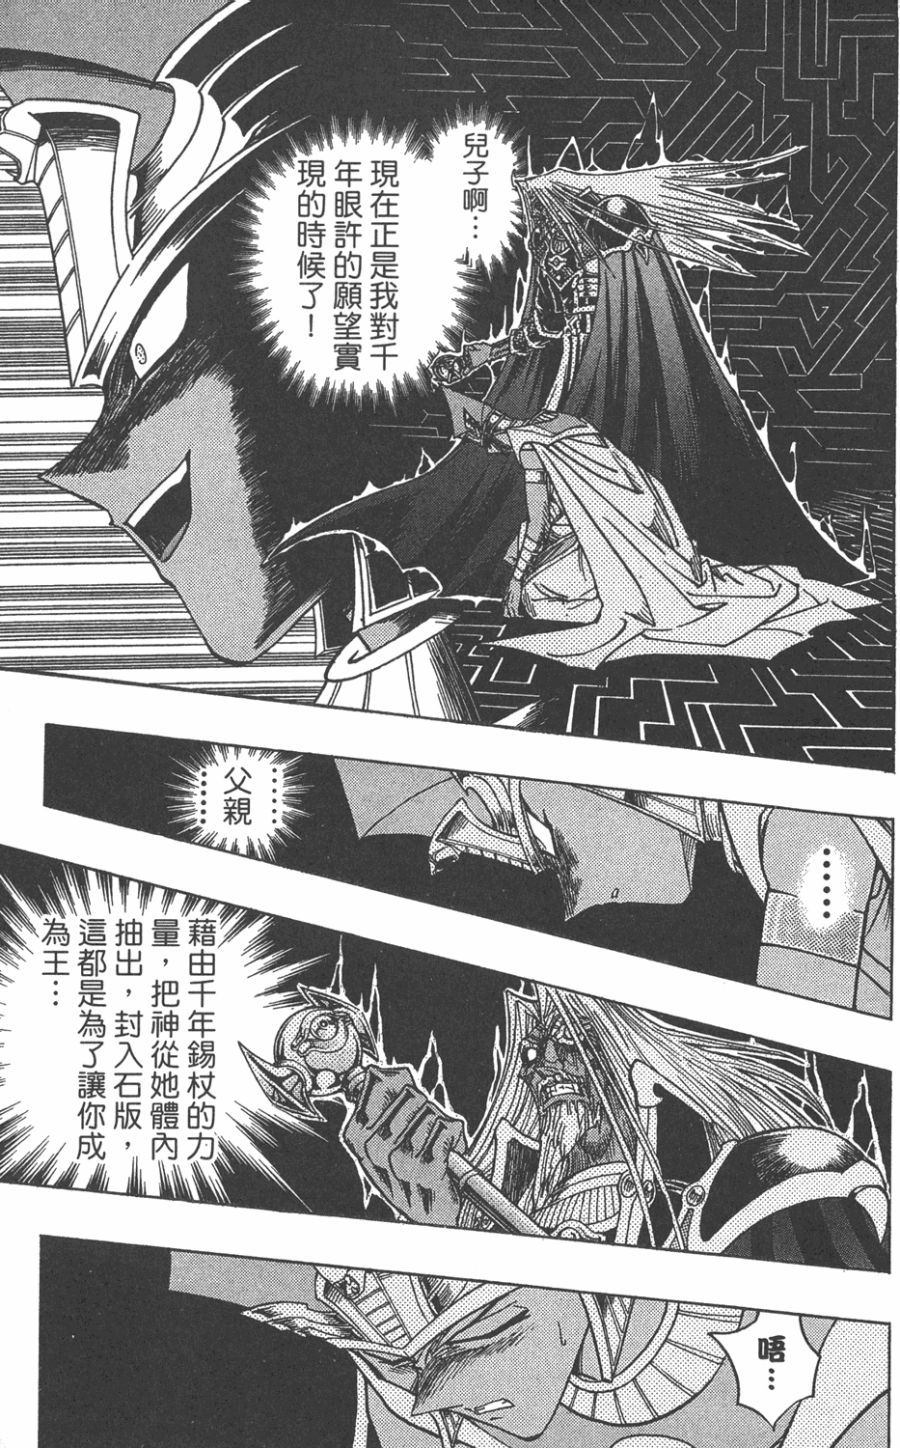 兒子啊…
現在正是我對千
年眼許的願望實
現的時候了！
……
……
父親
……
藉由千年錫杖的力
量，把神從她體內
抽出，封入石版，
這都是為了讓你成
為王…
唔…